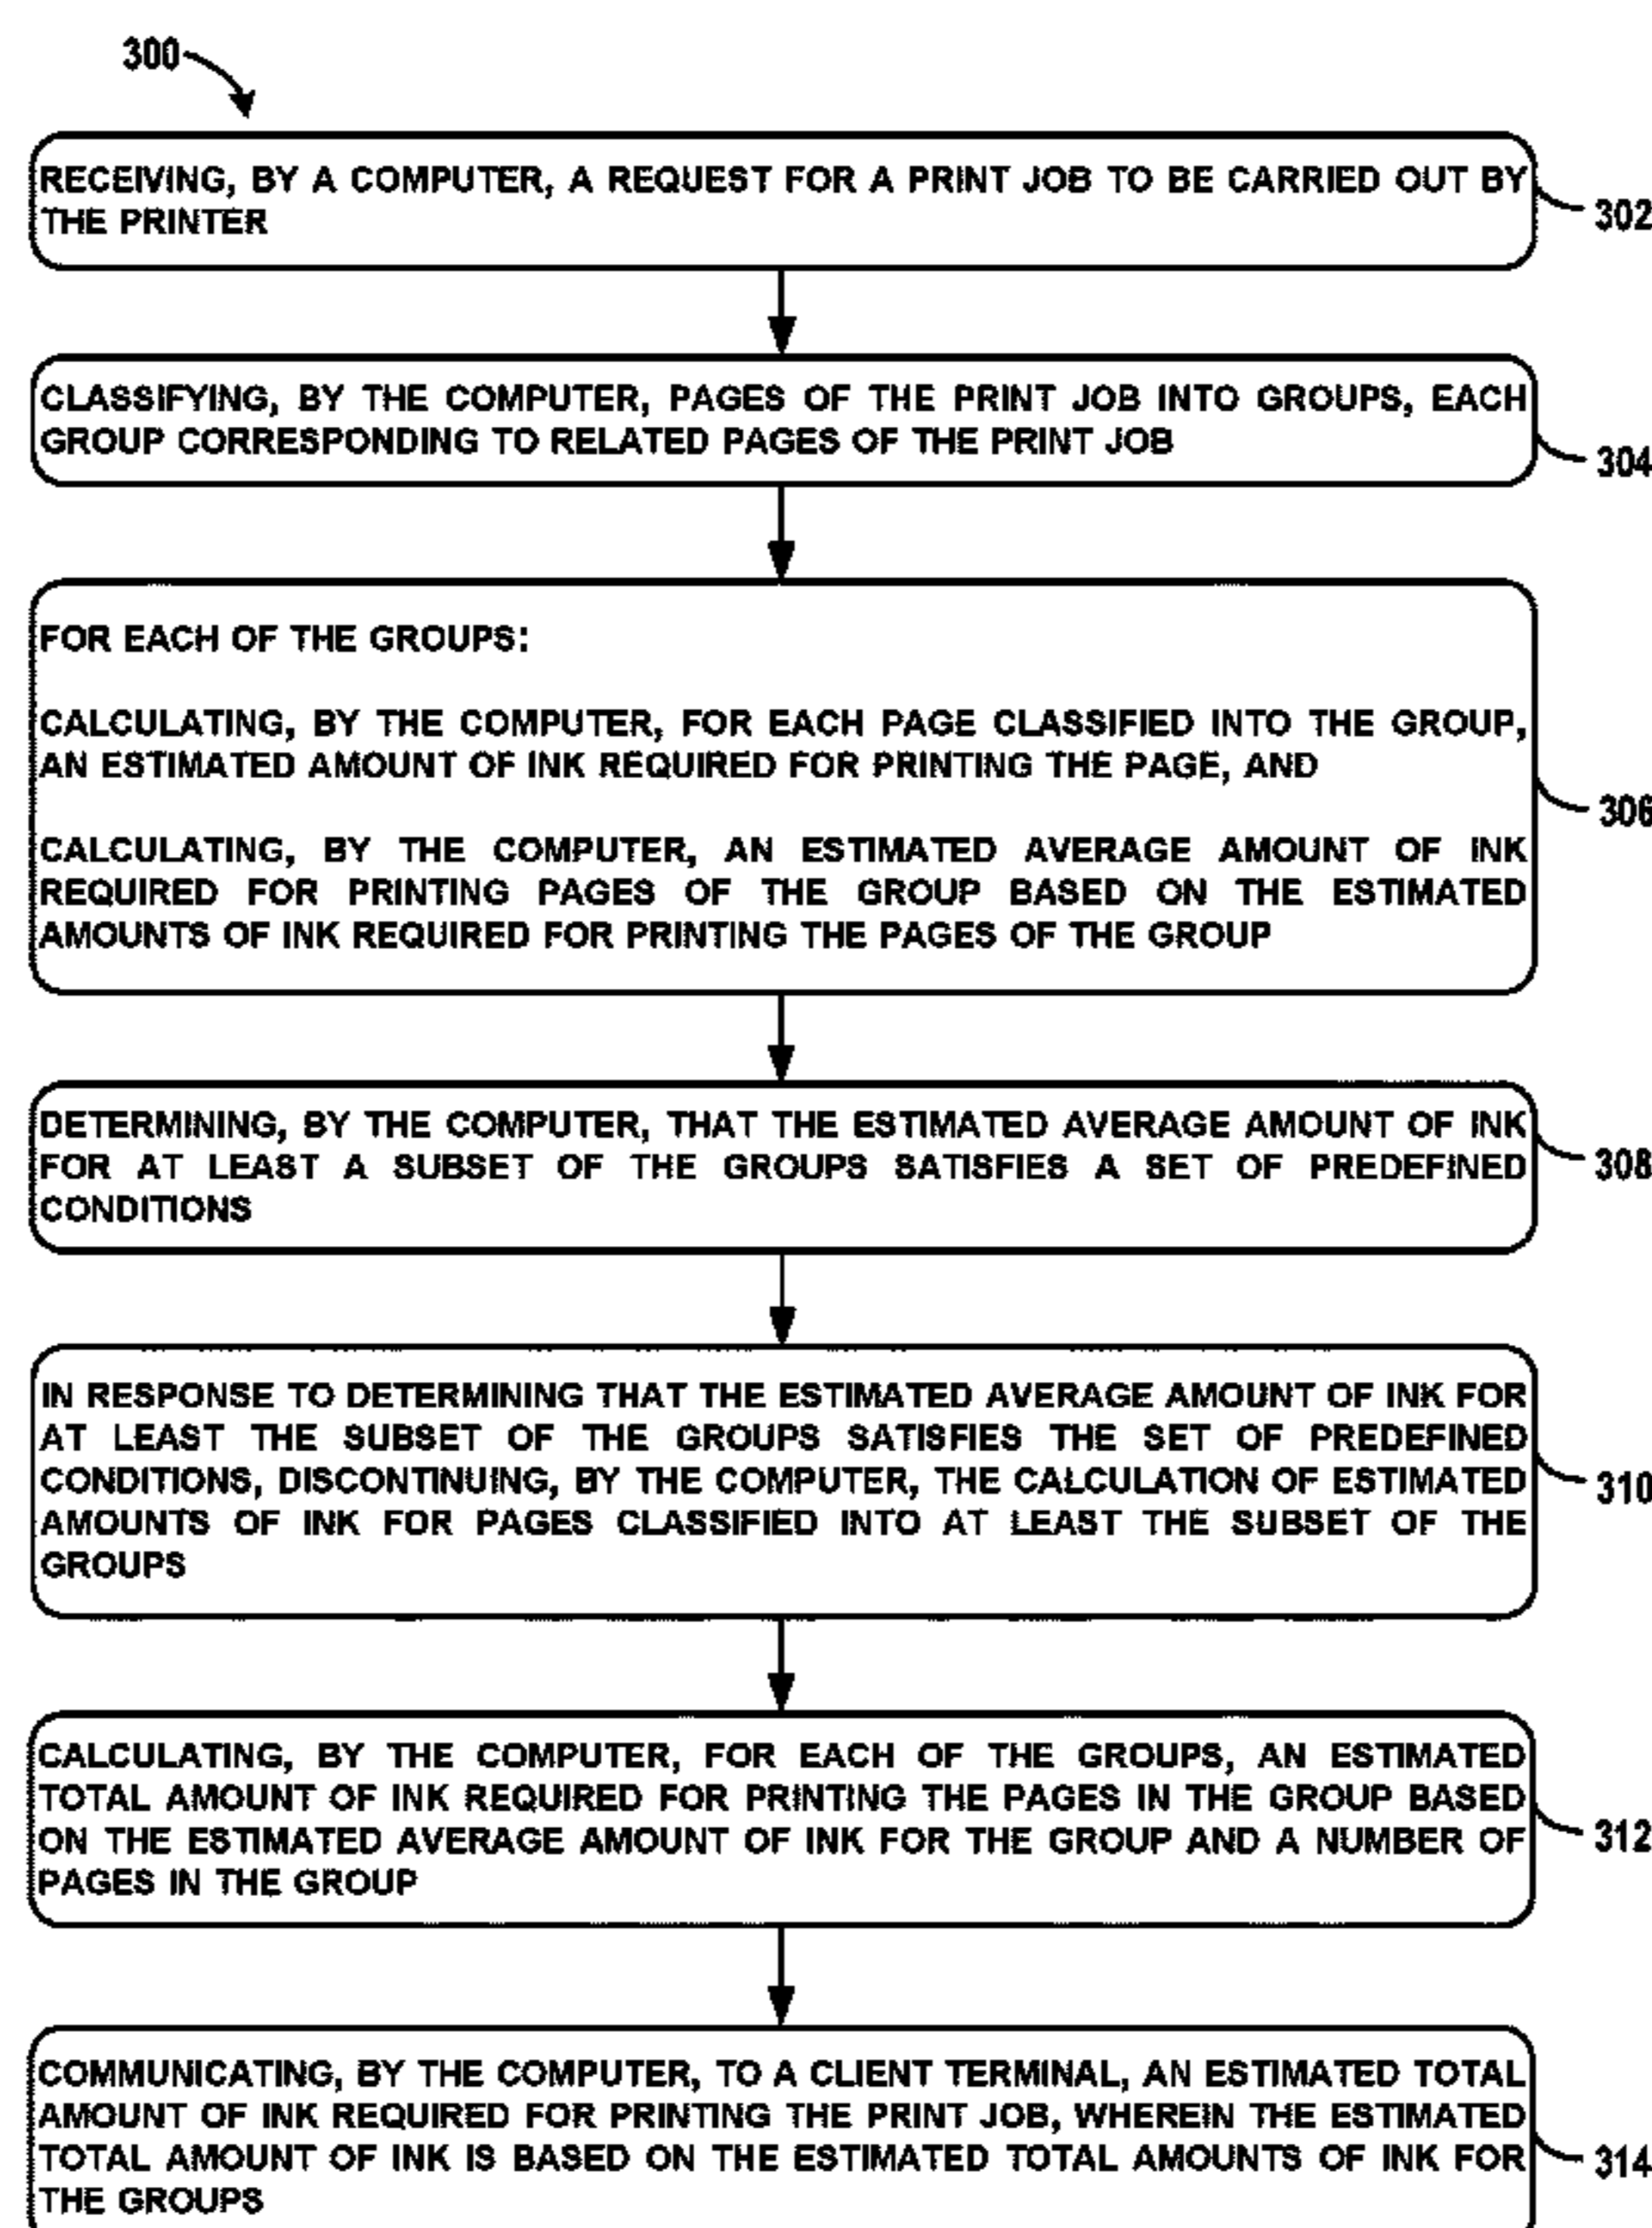 300
RECEIVING, BY A COMPUTER, A REQUEST FOR A PRINT JOB TO BE CARRIED OUT BY
THE PRINTER
302
CLASSIFYING, BY THE COMPUTER, PAGES OF THE PRINT JOB INTO GROUPS, EACH
GROUP CORRESPONDING TO RELATED PAGES OF THE PRINT JOB
304
FOR EACH OF THE GROUPS:
CALCULATING, BY THE COMPUTER, FOR EACH PAGE CLASSIFIED INTO THE GROUP,
AN ESTIMATED AMOUNT OF INK REQUIRED FOR PRINTING THE PAGE, AND
CALCULATING, BY THE COMPUTER, AN ESTIMATED AVERAGE AMOUNT OF INK
REQUIRED FOR PRINTING PAGES OF THE GROUP BASED ON THE ESTIMATED
AMOUNTS OF INK REQUIRED FOR PRINTING THE PAGES OF THE GROUP
306
DETERMINING, BY THE COMPUTER, THAT THE ESTIMATED AVERAGE AMOUNT OF INK
FOR AT LEAST A SUBSET OF THE GROUPS SATISFIES A SET OF PREDEFINED
CONDITIONS
308
IN RESPONSE TO DETERMINING THAT THE ESTIMATED AVERAGE AMOUNT OF INK FOR
AT LEAST THE SUBSET OF THE GROUPS SATISFIES THE SET OF PREDEFINED
CONDITIONS, DISCONTINUING, BY THE COMPUTER, THE CALCULATION OF ESTIMATED
AMOUNTS OF INK FOR PAGES CLASSIFIED INTO AT LEAST THE SUBSET OF THE
GROUPS
310
CALCULATING, BY THE COMPUTER, FOR EACH OF THE GROUPS, AN ESTIMATED
TOTAL AMOUNT OF INK REQUIRED FOR PRINTING THE PAGES IN THE GROUP BASED
ON THE ESTIMATED AVERAGE AMOUNT OF INK FOR THE GROUP AND A NUMBER OF
PAGES IN THE GROUP
312
COMMUNICATING, BY THE COMPUTER, TO A CLIENT TERMINAL, AN ESTIMATED TOTAL
AMOUNT OF INK REQUIRED FOR PRINTING THE PRINT JOB, WHEREIN THE ESTIMATED
TOTAL AMOUNT OF INK IS BASED ON THE ESTIMATED TOTAL AMOUNTS OF INK FOR
THE GROUPS
314